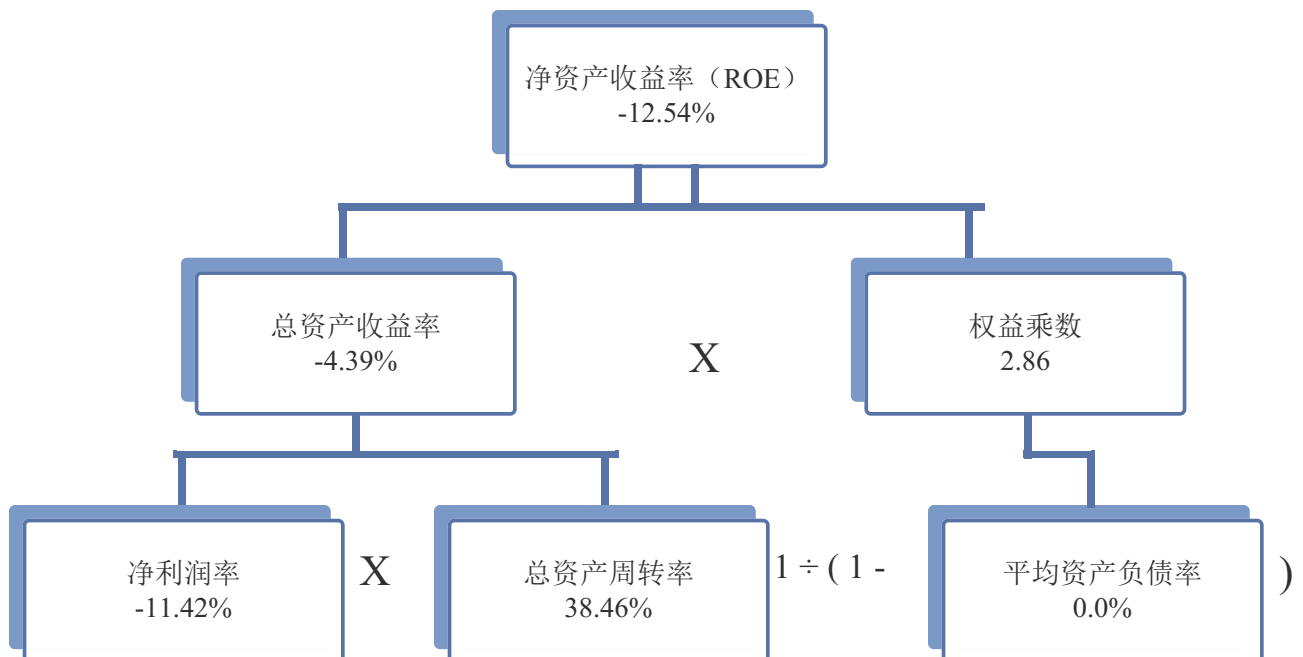 净资产收益率（ROE）
-12.54%
总资产收益率
-4.39%
X
权益乘数
2.86
净利润率
-11.42%
X
总资产周转率
38.46%
1 ÷ ( 1 -
平均资产负债率
0.0%
)